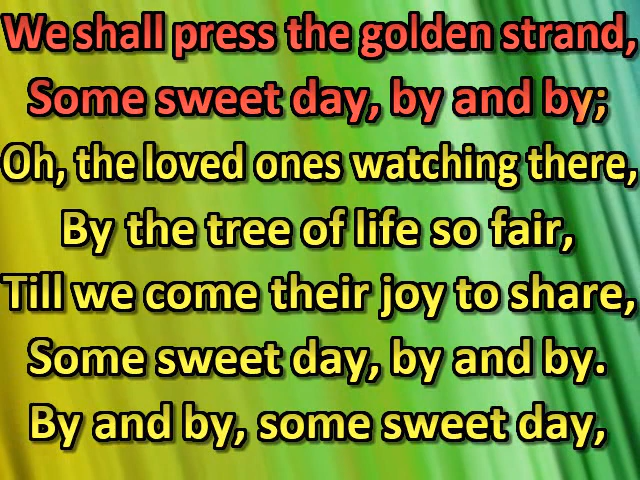 We shall press the golden strand,
Some sweet day, by and by;
Oh, the loved ones watching there,
By the tree of life so fair,
Till we come their joy to share,
Some sweet day, by and by.
By and by, some sweet day,